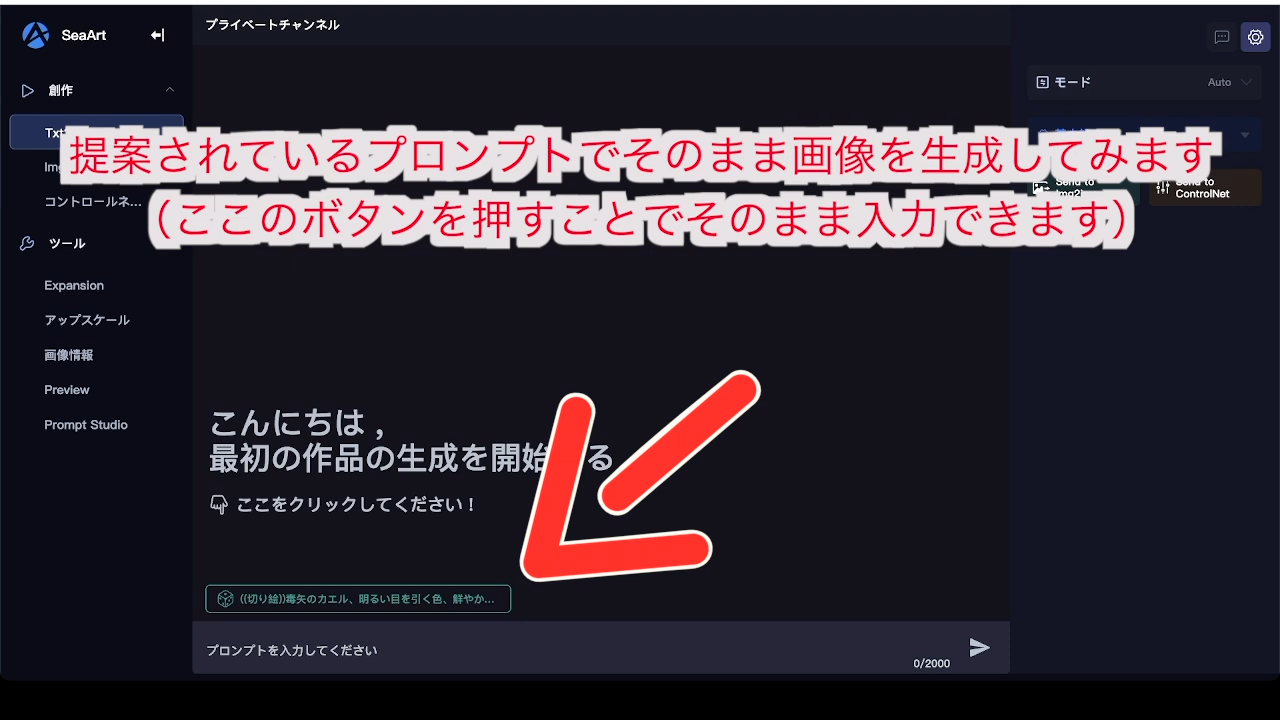 SeaArt
プライベートチャンネル
創作
モード
Auto
提案されているプロンプトでそのまま画像を生成してみます
(ここのボタンを押すことでそのまま入力できます)
コントロールネ...
Send to
ControlNet
ツール
Expansion
アップスケール
画像情報
Preview
Prompt Studio
こんにちは ,
最初の作品の生成を開始 る
ここをクリックしてください !
((切り絵))毒矢のカエル、明るい目を引く色、鮮やか...
プロンプトを入力してください
0/2000